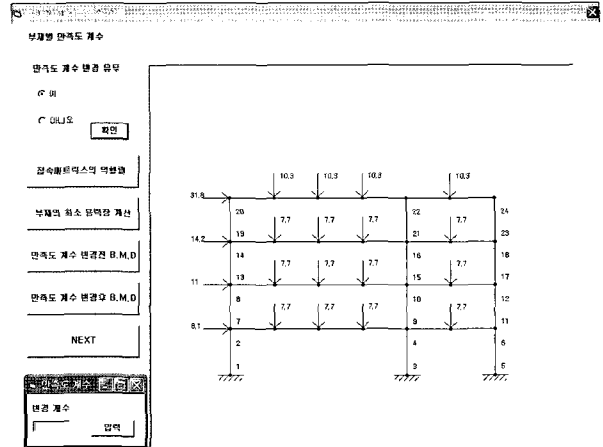 부재별 만족도 계수
만족도 계수 변경 유무
예
아니오
확인
접속매트릭스의 역행렬
부재의 최소 응력장 계산
만족도 계수 변경전 B.M.D
만족도 계수 변경후 B.M.D
NEXT
변경 계수
입력
10,3 10,3 10,3 10,3
31,8
20 22 24
7,7 7,7 7,7 7,7
14,2 19 21 23
14 16 18
7,7 7,7 7,7 7,7
11 13 15 17
8 10 12
7,7 7,7 7,7 7,7
7 9 11
2 4 6
1 3 5